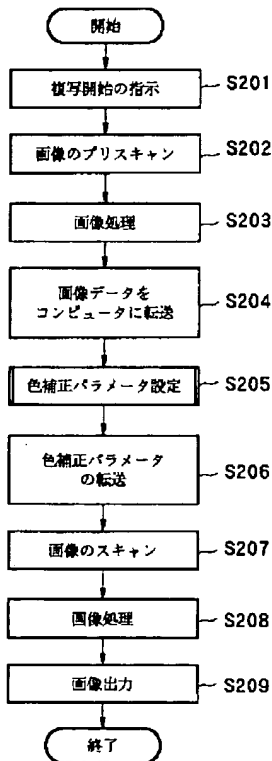 開始
複写開始の指示
S201
画像のプリスキャン
S202
画像処理
S203
画像データを
コンピュータに転送
S204
色補正パラメータ設定
S205
色補正パラメータ
の転送
S206
画像のスキャン
S207
画像処理
S208
画像出力
S209
終了